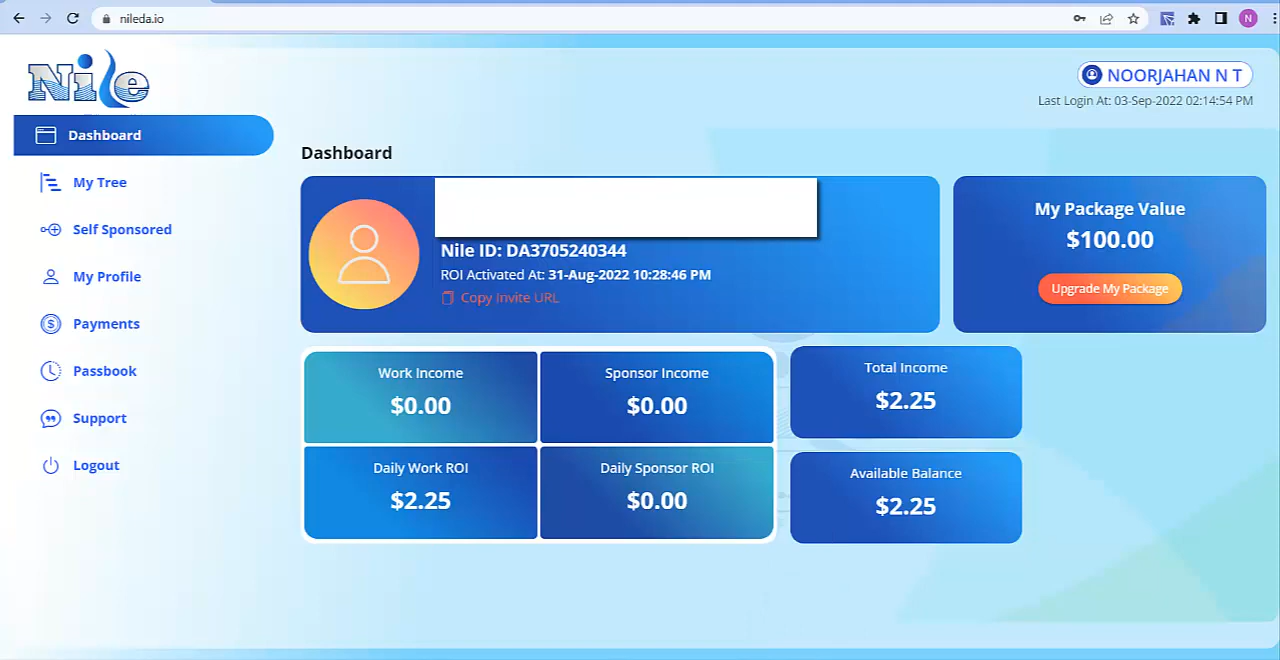 nileda.io
N
Nile
NOORJAHAN N T
Last Login At: 03-Sep-2022 02:14:54 PM
Dashboard
My Tree
Self Sponsored
My Profile
Payments
Passbook
Support
Logout
Dashboard
Nile ID: DA3705240344
ROI Activated At: 31-Aug-2022 10:28:46 PM
Copy Invite URL
My Package Value
$100.00
Upgrade My Package
Work Income
$0.00
Sponsor Income
$0.00
Daily Work ROI
$2.25
Daily Sponsor ROI
$0.00
Total Income
$2.25
Available Balance
$2.25